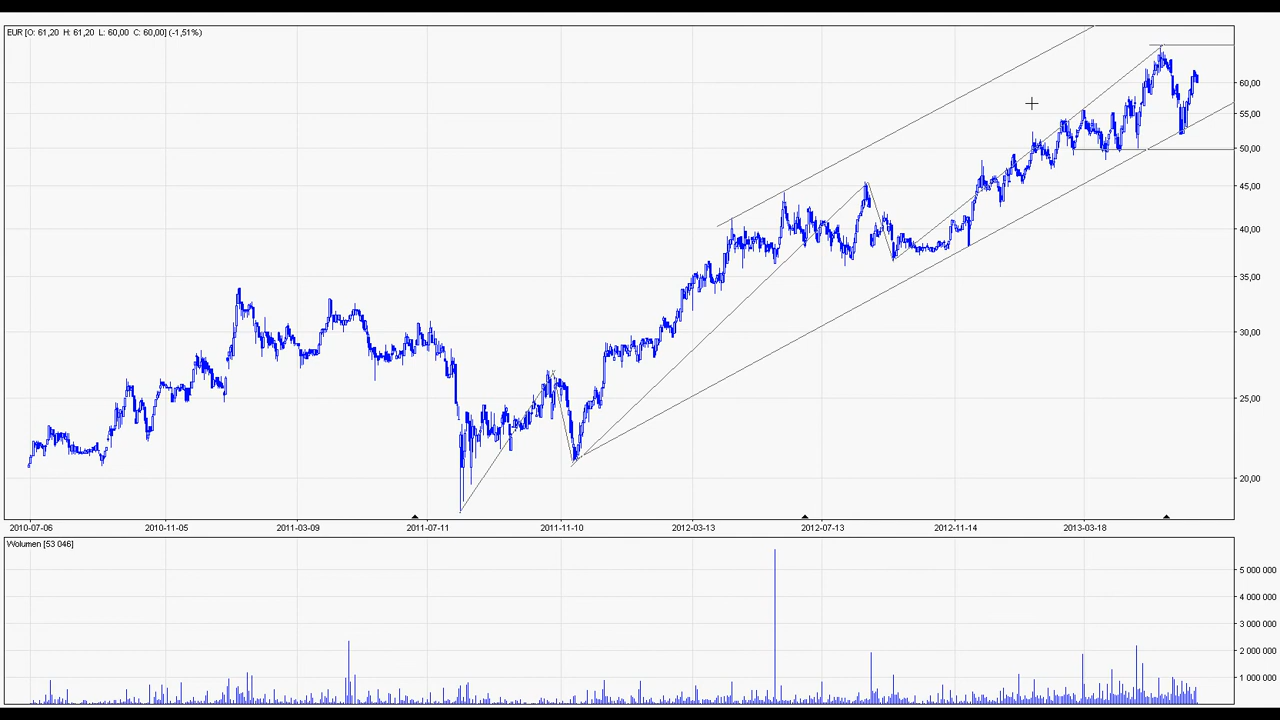 EUR [O: 61,20 H: 61,20 L: 60,00 C: 60,00] (-1,51%)
60,00
55,00
50,00
45,00
40,00
35,00
30,00
25,00
20,00
2010-07-06 2010-11-05 2011-03-09 2011-07-11 2011-11-10 2012-03-13 2012-07-13 2012-11-14 2013-03-18
Wolumen [53 046]
5 000 000
4 000 000
3 000 000
2 000 000
1 000 000